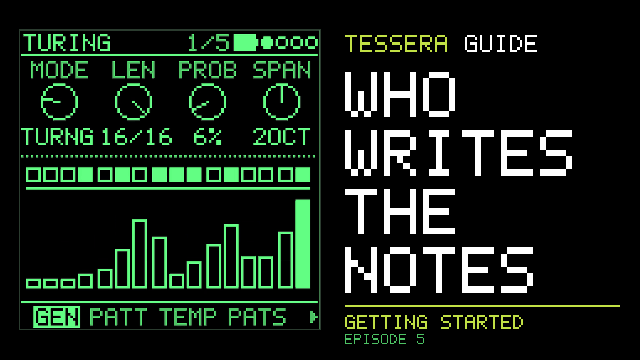 TURING 1/5
MODE LEN PROB SPAN
TURNG 16/16 6% 2OCT
GEN PATT TEMP PATS
TESSERA GUIDE
WHO
WRITES
THE
NOTES
GETTING STARTED
EPISODE 5